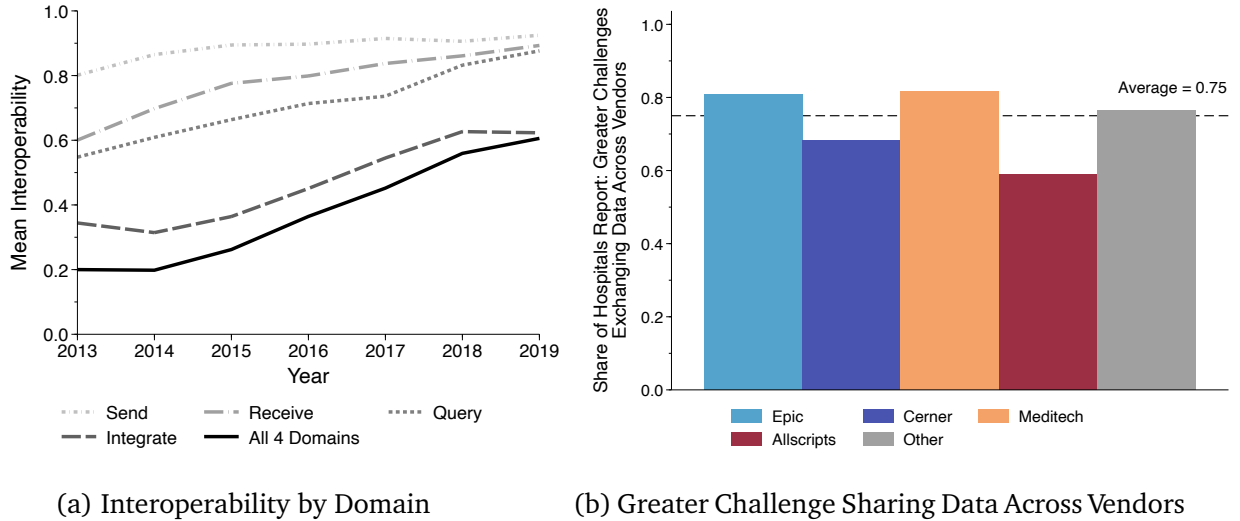 Mean Interoperability
1.0
0.8
0.6
0.4
0.2
0.0
2013 2014 2015 2016 2017 2018 2019
Year
Send Receive Query
Integrate All 4 Domains
(a) Interoperability by Domain
Share of Hospitals Report: Greater Challenges
Exchanging Data Across Vendors
1.0
0.8
0.6
0.4
0.2
0.0
Average = 0.75
Epic Cerner Meditech
Allscripts Other
(b) Greater Challenge Sharing Data Across Vendors